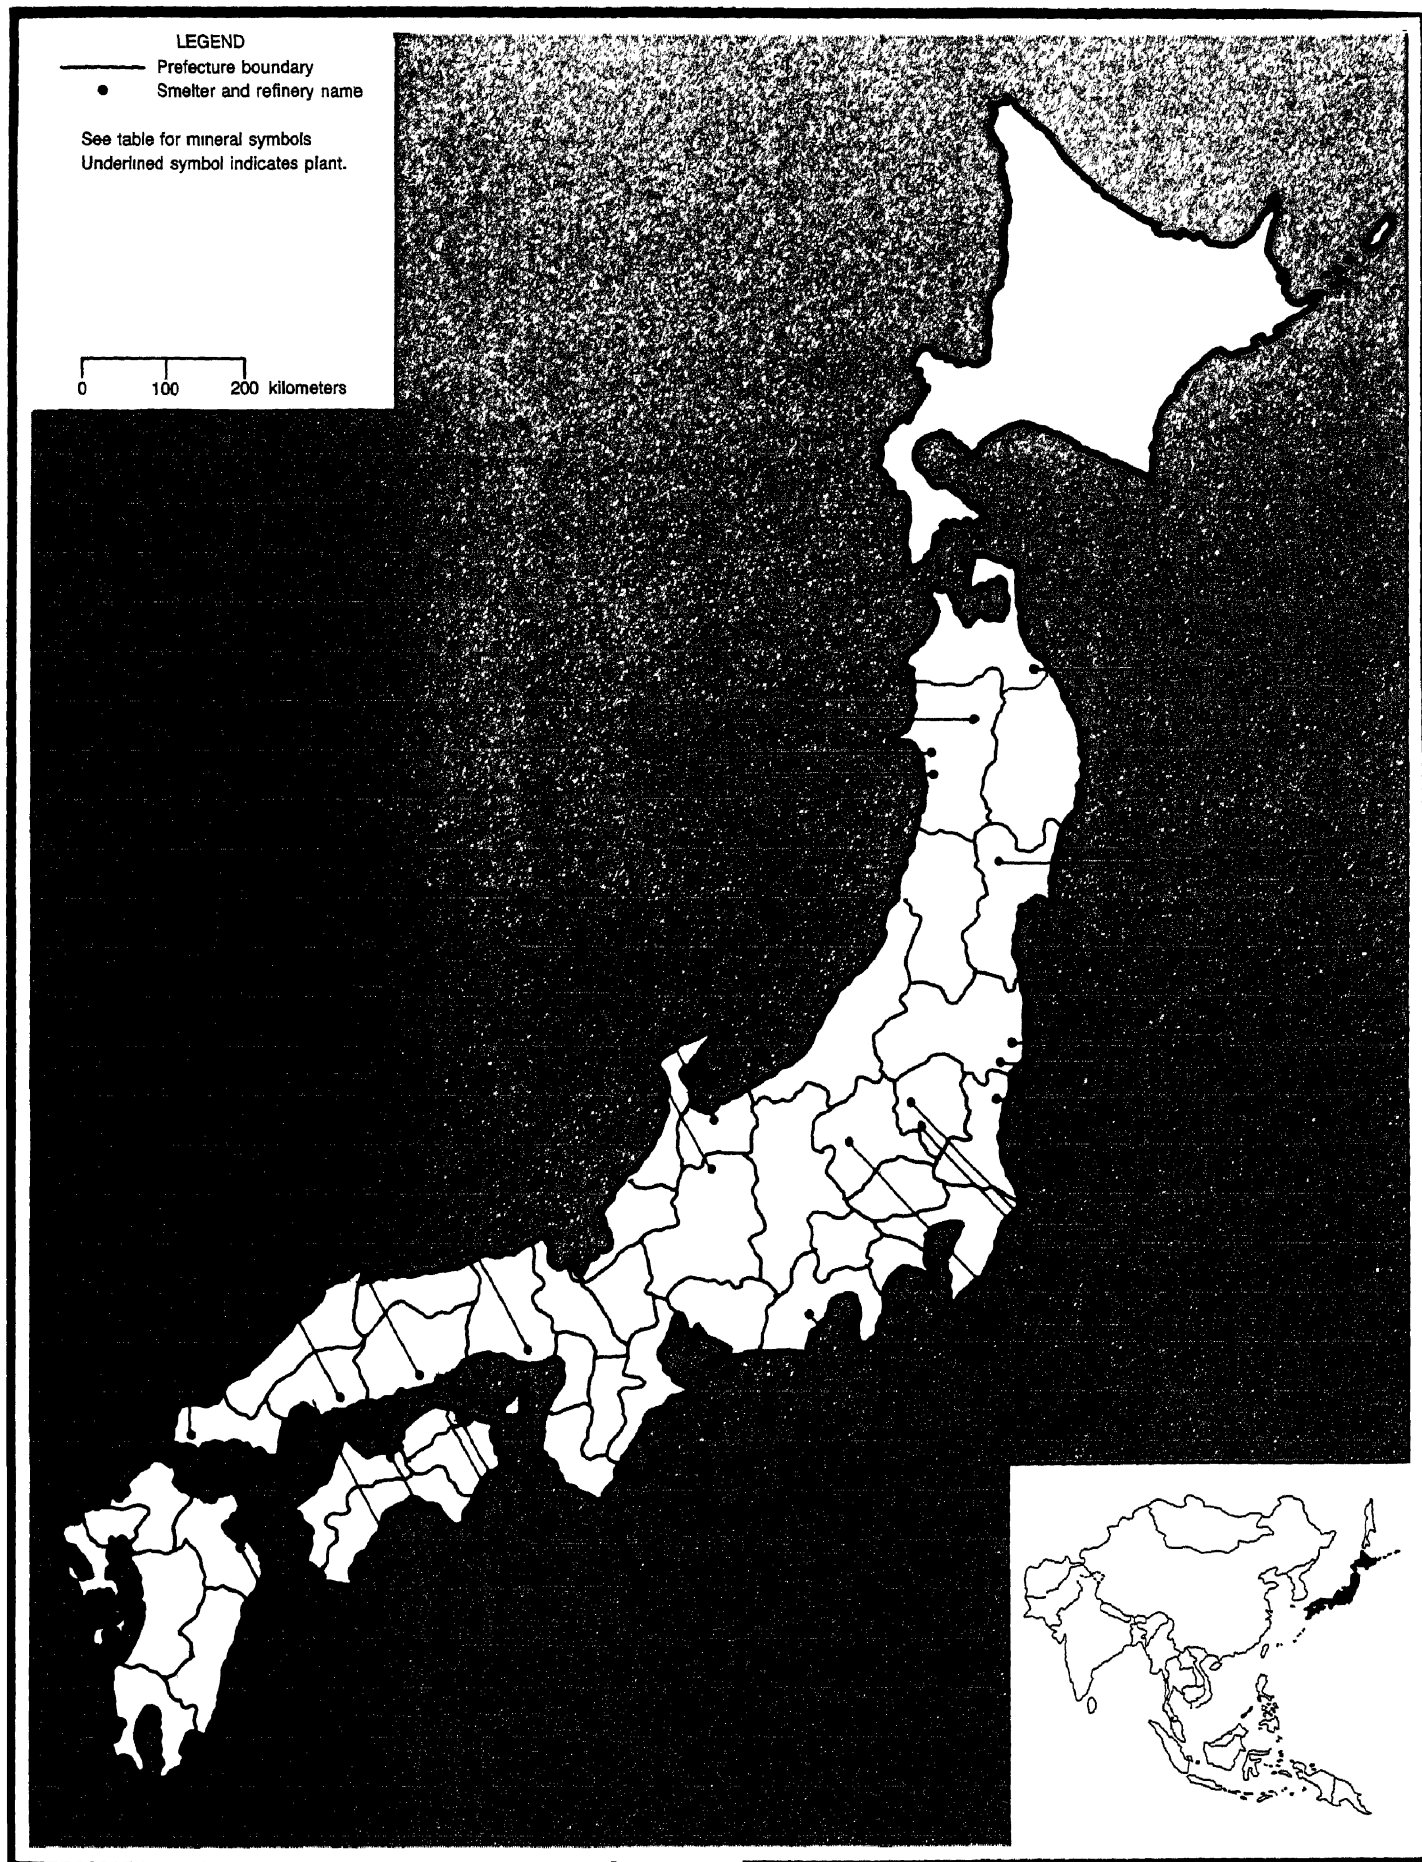 LEGEND
Prefecture boundary
Smelter and refinery name
See table for mineral symbols
Underlined symbol indicates plant.
0 100 200 kilometers